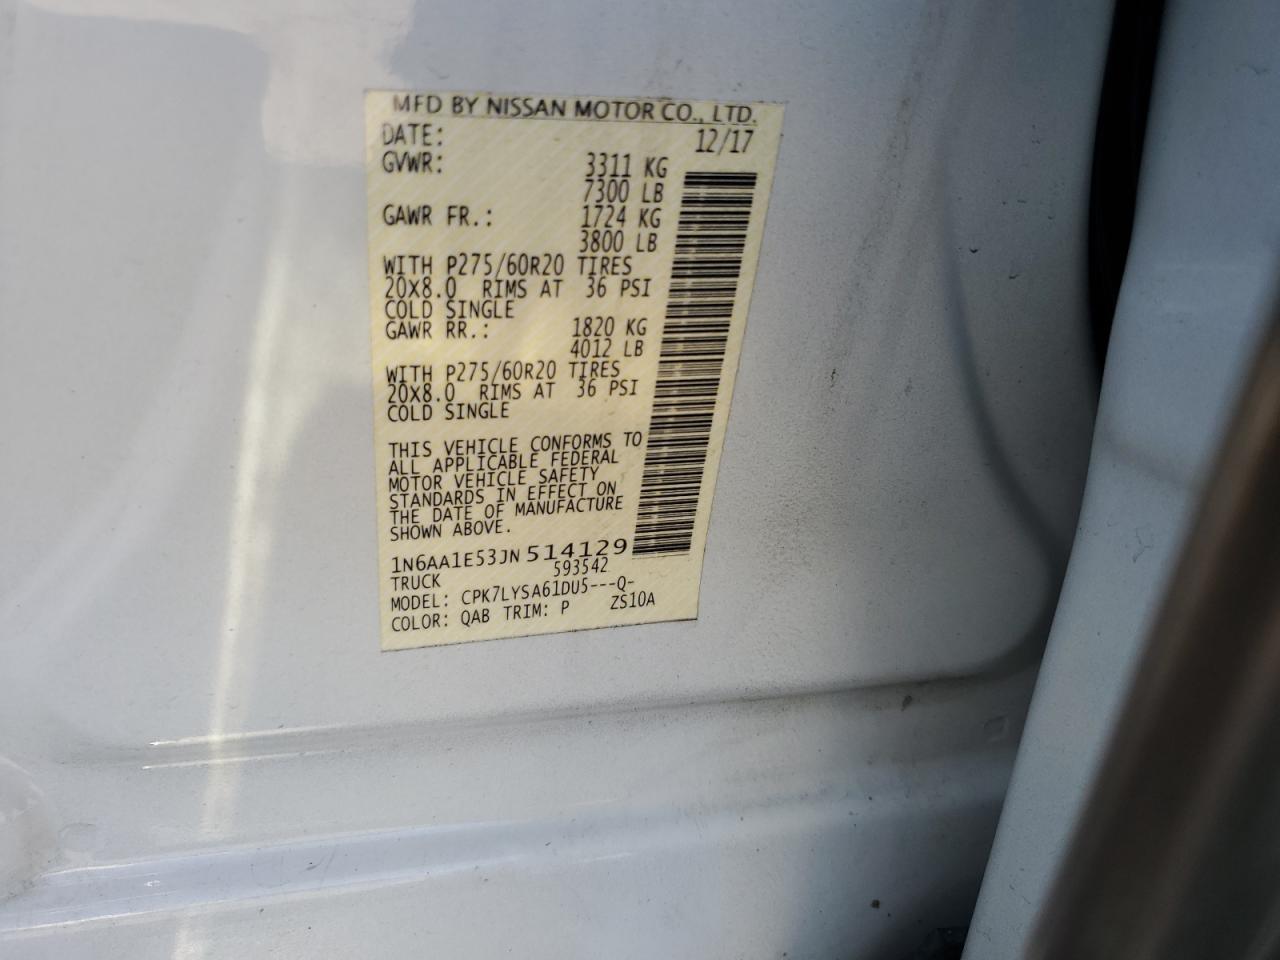 MFD BY NISSAN MOTOR CO., LTD.
DATE: 12/17
GVWR: 3311 KG
7300 LB
GAWR FR.: 1724 KG
3800 LB
WITH P275/60R20 TIRES
20X8.0 RIMS AT 36 PSI
COLD SINGLE
GAWR RR.: 1820 KG
4012 LB
WITH P275/60R20 TIRES
20X8.0 RIMS AT 36 PSI
COLD SINGLE
THIS VEHICLE CONFORMS TO
ALL APPLICABLE FEDERAL
MOTOR VEHICLE SAFETY
STANDARDS IN EFFECT ON
THE DATE OF MANUFACTURE
SHOWN ABOVE.
1N6AA1E53JN514129
TRUCK 593542
MODEL: CPK7LYSA61DU5---Q-
COLOR: QAB TRIM: P ZS10A